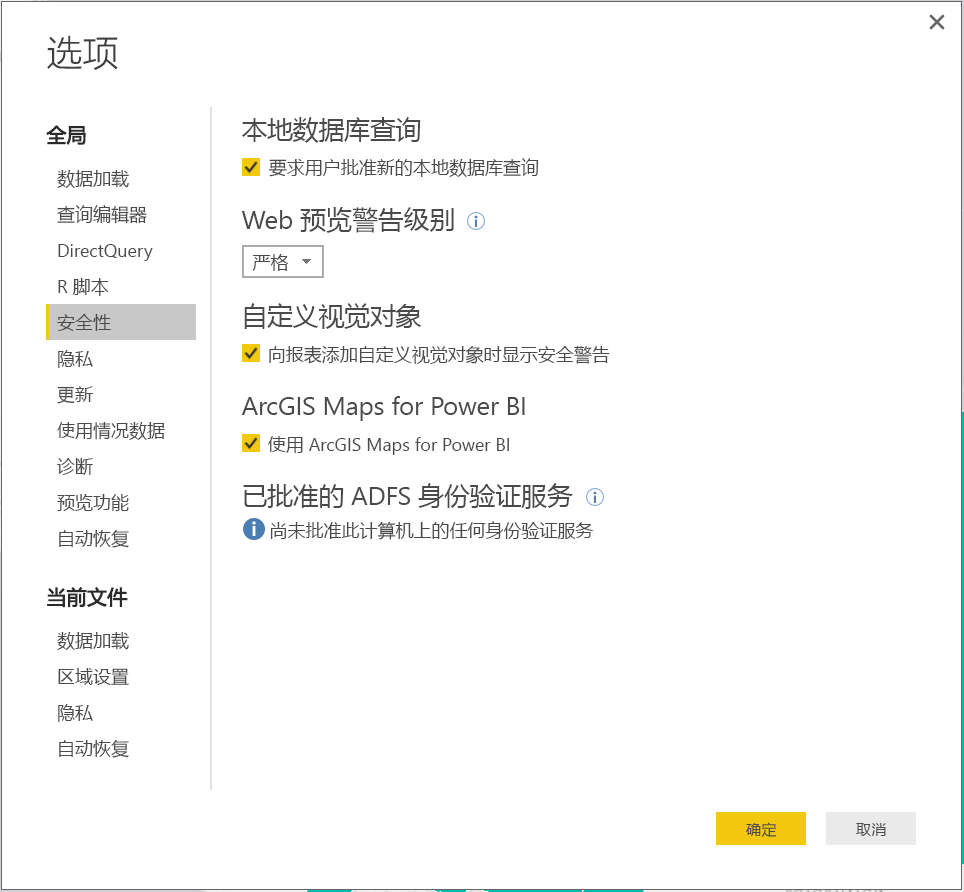 选项
全局
数据加载
查询编辑器
DirectQuery
R 脚本
安全性
隐私
更新
使用情况数据
诊断
预览功能
自动恢复
当前文件
数据加载
区域设置
隐私
自动恢复
本地数据库查询
要求用户批准新的本地数据库查询
Web 预览警告级别
严格
自定义视觉对象
向报表添加自定义视觉对象时显示安全警告
ArcGIS Maps for Power BI
使用 ArcGIS Maps for Power BI
已批准的 ADFS 身份验证服务
尚未批准此计算机上的任何身份验证服务
确定
取消